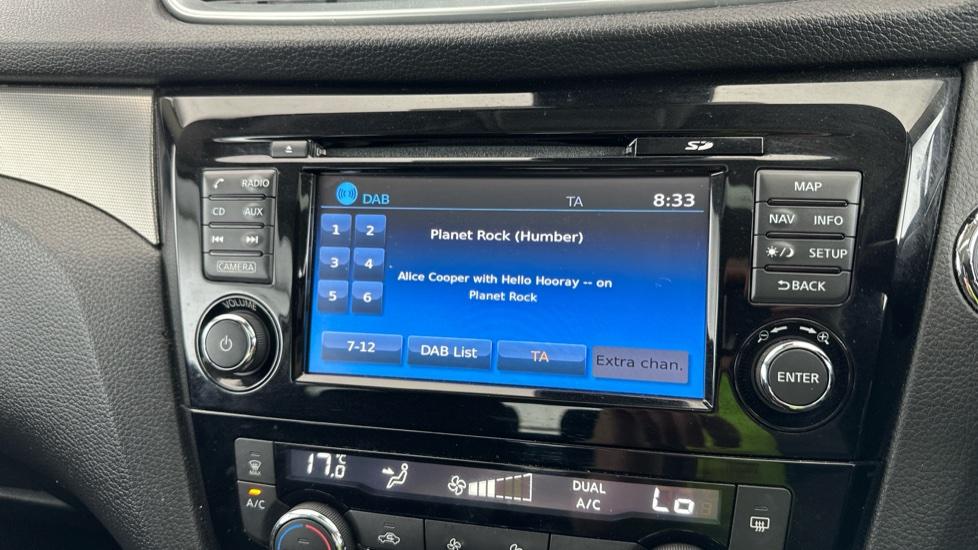 SD
RADIO
CD AUX
CAMERA
VOLUME
DAB TA 8:33
1 2
3 4
5 6
Planet Rock (Humber)
Alice Cooper with Hello Hooray -- on
Planet Rock
7-12 DAB List TA Extra chan.
MAP
NAV INFO
SETUP
BACK
ENTER
MAX
A/C
17.0 °C
DUAL
A/C
Lo